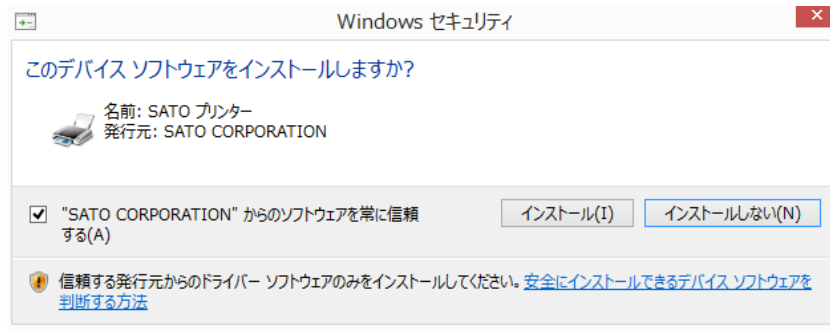 Windows セキュリティ
このデバイス ソフトウェアをインストールしますか?
名前: SATO プリンター
発行元: SATO CORPORATION
"SATO CORPORATION" からのソフトウェアを常に信頼
する(A)
インストール(I)
インストールしない(N)
信頼する発行元からのドライバー ソフトウェアのみをインストールしてください。安全にインストールできるデバイス ソフトウェアを
判断する方法